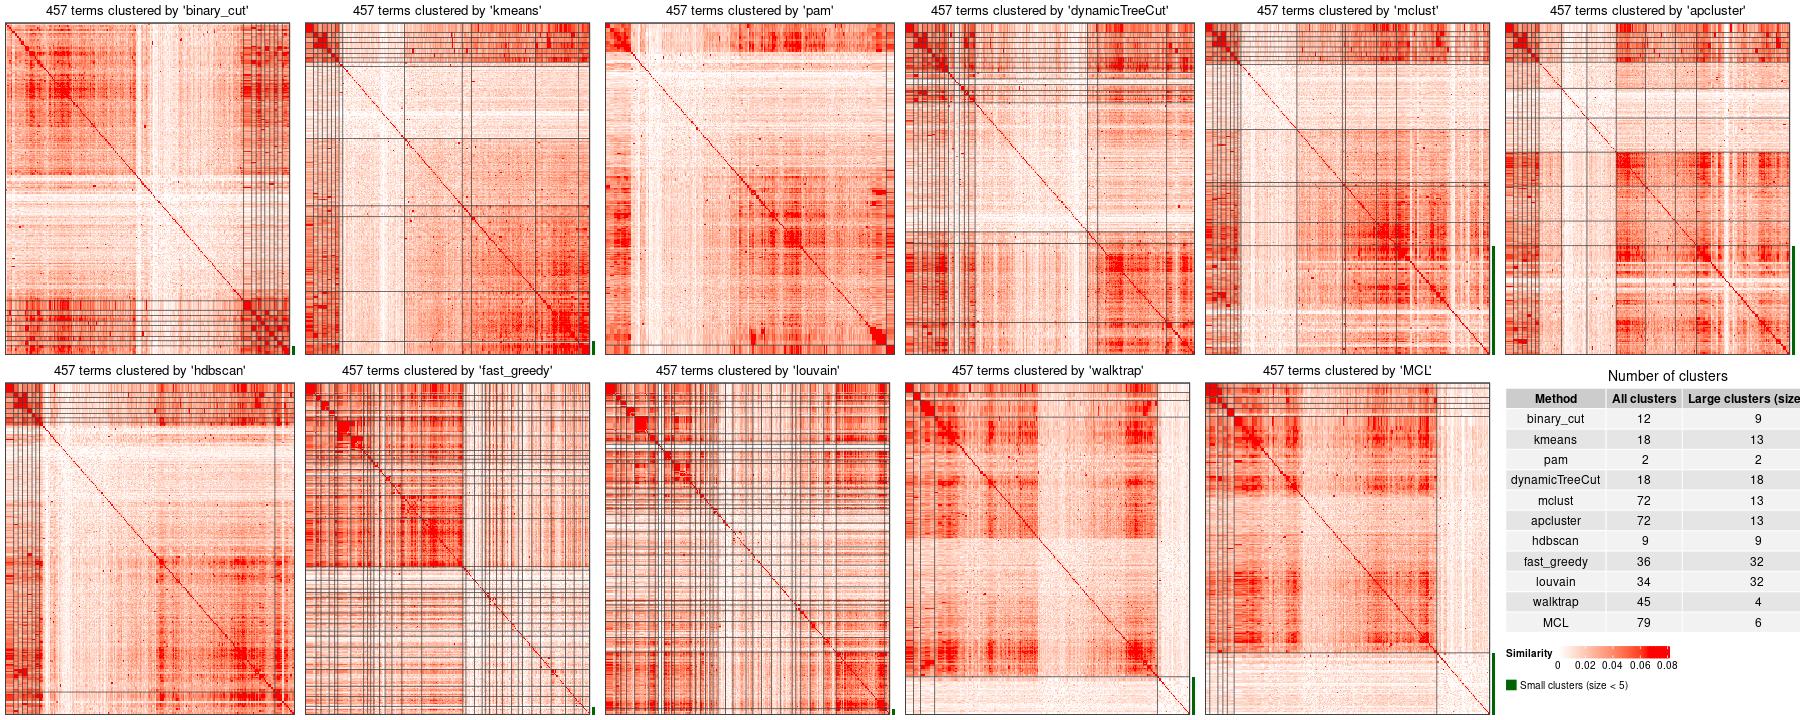 457 terms clustered by 'binary_cut'
457 terms clustered by 'kmeans'
457 terms clustered by 'pam'
457 terms clustered by 'dynamicTreeCut'
457 terms clustered by 'mclust'
457 terms clustered by 'apcluster'
457 terms clustered by 'hdbscan'
457 terms clustered by 'fast_greedy'
457 terms clustered by 'louvain'
457 terms clustered by 'walktrap'
457 terms clustered by 'MCL'
Number of clusters
Method All clusters Large clusters (size
binary_cut 12 9
kmeans 18 13
pam 2 2
dynamicTreeCut 18 18
mclust 72 13
apcluster 72 13
hdbscan 9 9
fast_greedy 36 32
louvain 34 32
walktrap 45 4
MCL 79 6
Similarity
0 0.02 0.04 0.06 0.08
Small clusters (size < 5)